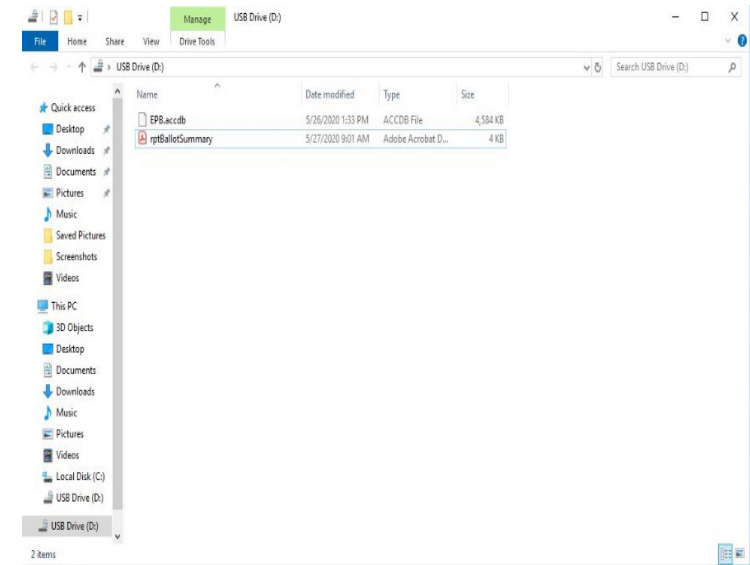 Manage USB Drive (D:)
File Home Share View Drive Tools
USB Drive (D:) Search USB Drive (D:)
Name Date modified Type Size
EPB.accdb 5/26/2020 1:33 PM ACCDB File 4,584 KB
rptBallotSummary 5/27/2020 9:01 AM Adobe Acrobat D... 4 KB
Quick access
Desktop
Downloads
Documents
Pictures
Music
Saved Pictures
Screenshots
Videos
This PC
3D Objects
Desktop
Documents
Downloads
Music
Pictures
Videos
Local Disk (C:)
USB Drive (D:)
USB Drive (D:)
2 items